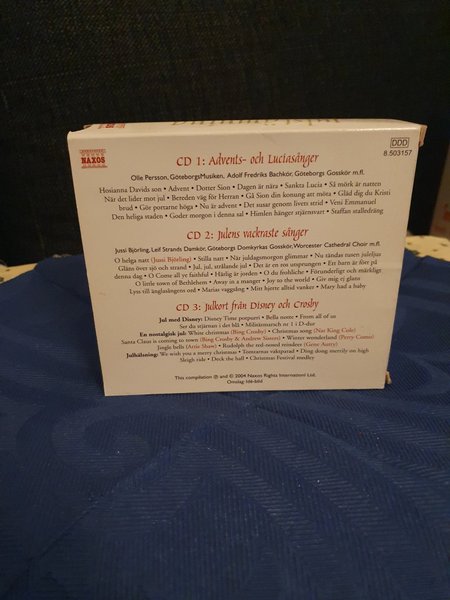 NAXOS
DDD
8.503157
CD 1: Advents- och Luciasånger
Olle Persson, GöteborgsMusiken, Adolf Fredriks Bachkör, Göteborgs Gosskör m.fl.
Hosianna Davids son • Advent • Dotter Sion • Dagen är nära • Sankta Lucia • Så mörk är natten
När det lider mot jul • Bereden väg för Herran • Gå Sion din konung att möta • Gläd dig du Kristi
brud • Gör portarne höga • Nu är advent • Det susar genom livets strid • Veni Emmanuel
Den heliga staden • Goder morgon i denna sal • Himlen hänger stjärnsvart • Staffan stalledräng
CD 2: Julens vackraste sånger
Jussi Björling, Leif Strands Damkör, Göteborgs Domkyrkas Gosskör, Worcester Cathedral Choir m.fl.
O helga natt (Jussi Björling) • Stilla natt • När juldagsmorgon glimmar • Nu tändas tusen juleljus
Gläns över sjö och strand • Jul, jul, strålande jul • Det är en ros utsprungen • Ett barn är fött på
denna dag • O Come all ye faithful • Härlig är jorden • O du fröhliche • Förunderligt och märkligt
O little town of Bethlehem • Away in a manger • Joy to the world • Giv mig ej glans
Lyss till änglasångens ord • Marias vaggsång • Mitt hjerte alltid vanker • Mary had a baby
CD 3: Julkort från Disney och Crosby
Jul med Disney: Disney Time potpurri • Bella notte • From all of us
Ser du stjärnan i det blå • Militärmarsch nr 1 i D-dur
En nostalgisk jul: White christmas (Bing Crosby) • Christmas song (Nat King Cole)
Santa Claus is coming to town (Bing Crosby & Andrew Sisters) • Winter wonderland (Perry Como)
Jingle bells (Artie Shaw) • Rudolph the red-nosed reindeer (Gene Autry)
Julhälsning: We wish you a merry christmas • Tomtarnas vaktparad • Ding dong merrily on high
Sleigh ride • Deck the hall • Christmas Festival medley
This compilation ℗ and © 2004 Naxos Rights International Ltd.